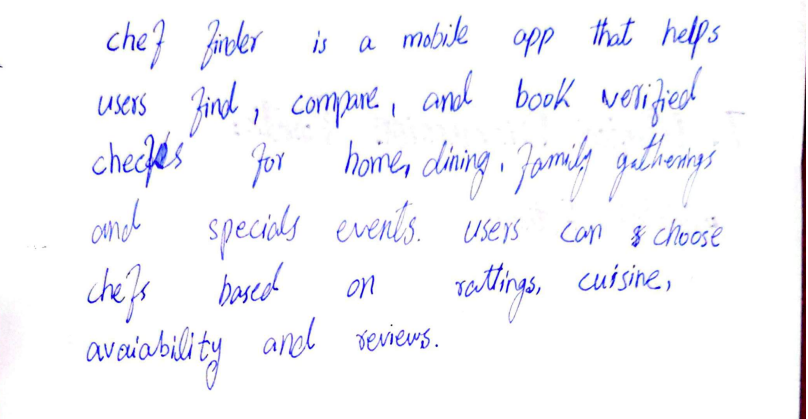 chef finder is a mobile app that helps
users find, compare, and book verified
checfs for home, dining, family gatherings
and specials events. users can choose
chefs based on rattings, cuisine,
avaiability and reviews.